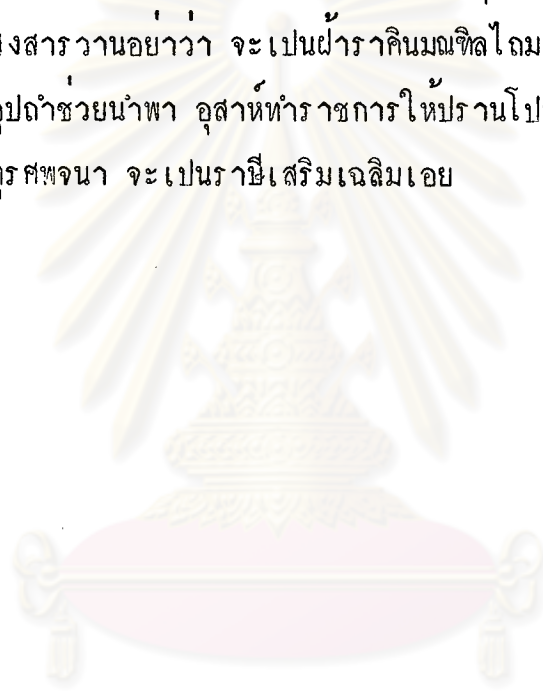 งสารวานอย่าว่า จะเปนฝ้าราคินมณฑิลไถม
ุปถำช่วยนำพา อุสาห์ทำราชการให้ปรานโป
ุรศพจนา จะเปนราษีเสริมเฉลิมเอย